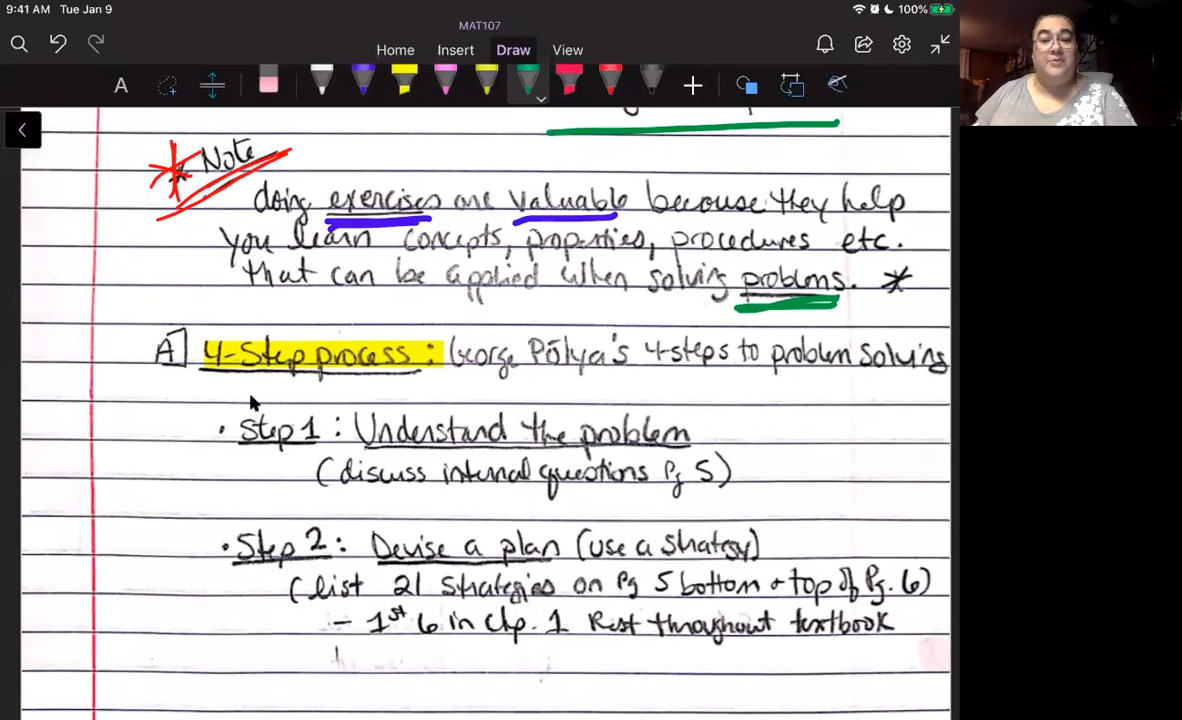 9:41 AM Tue Jan 9
100%
MAT107
Home Insert Draw View
A
* Note
doing exercises are valuable because they help
you learn concepts, properties, procedures etc.
that can be applied when solving problems. *
A] 4-Step process: George Pōlya's 4 steps to problem solving
• Step 1: Understand the problem
(discuss internal questions Pg 5)
• Step 2: Devise a plan (use a strategy)
(list 21 strategies on Pg 5 bottom + top of Pg. 6)
- 1st 6 in Chp. 1 Rest throughout textbook